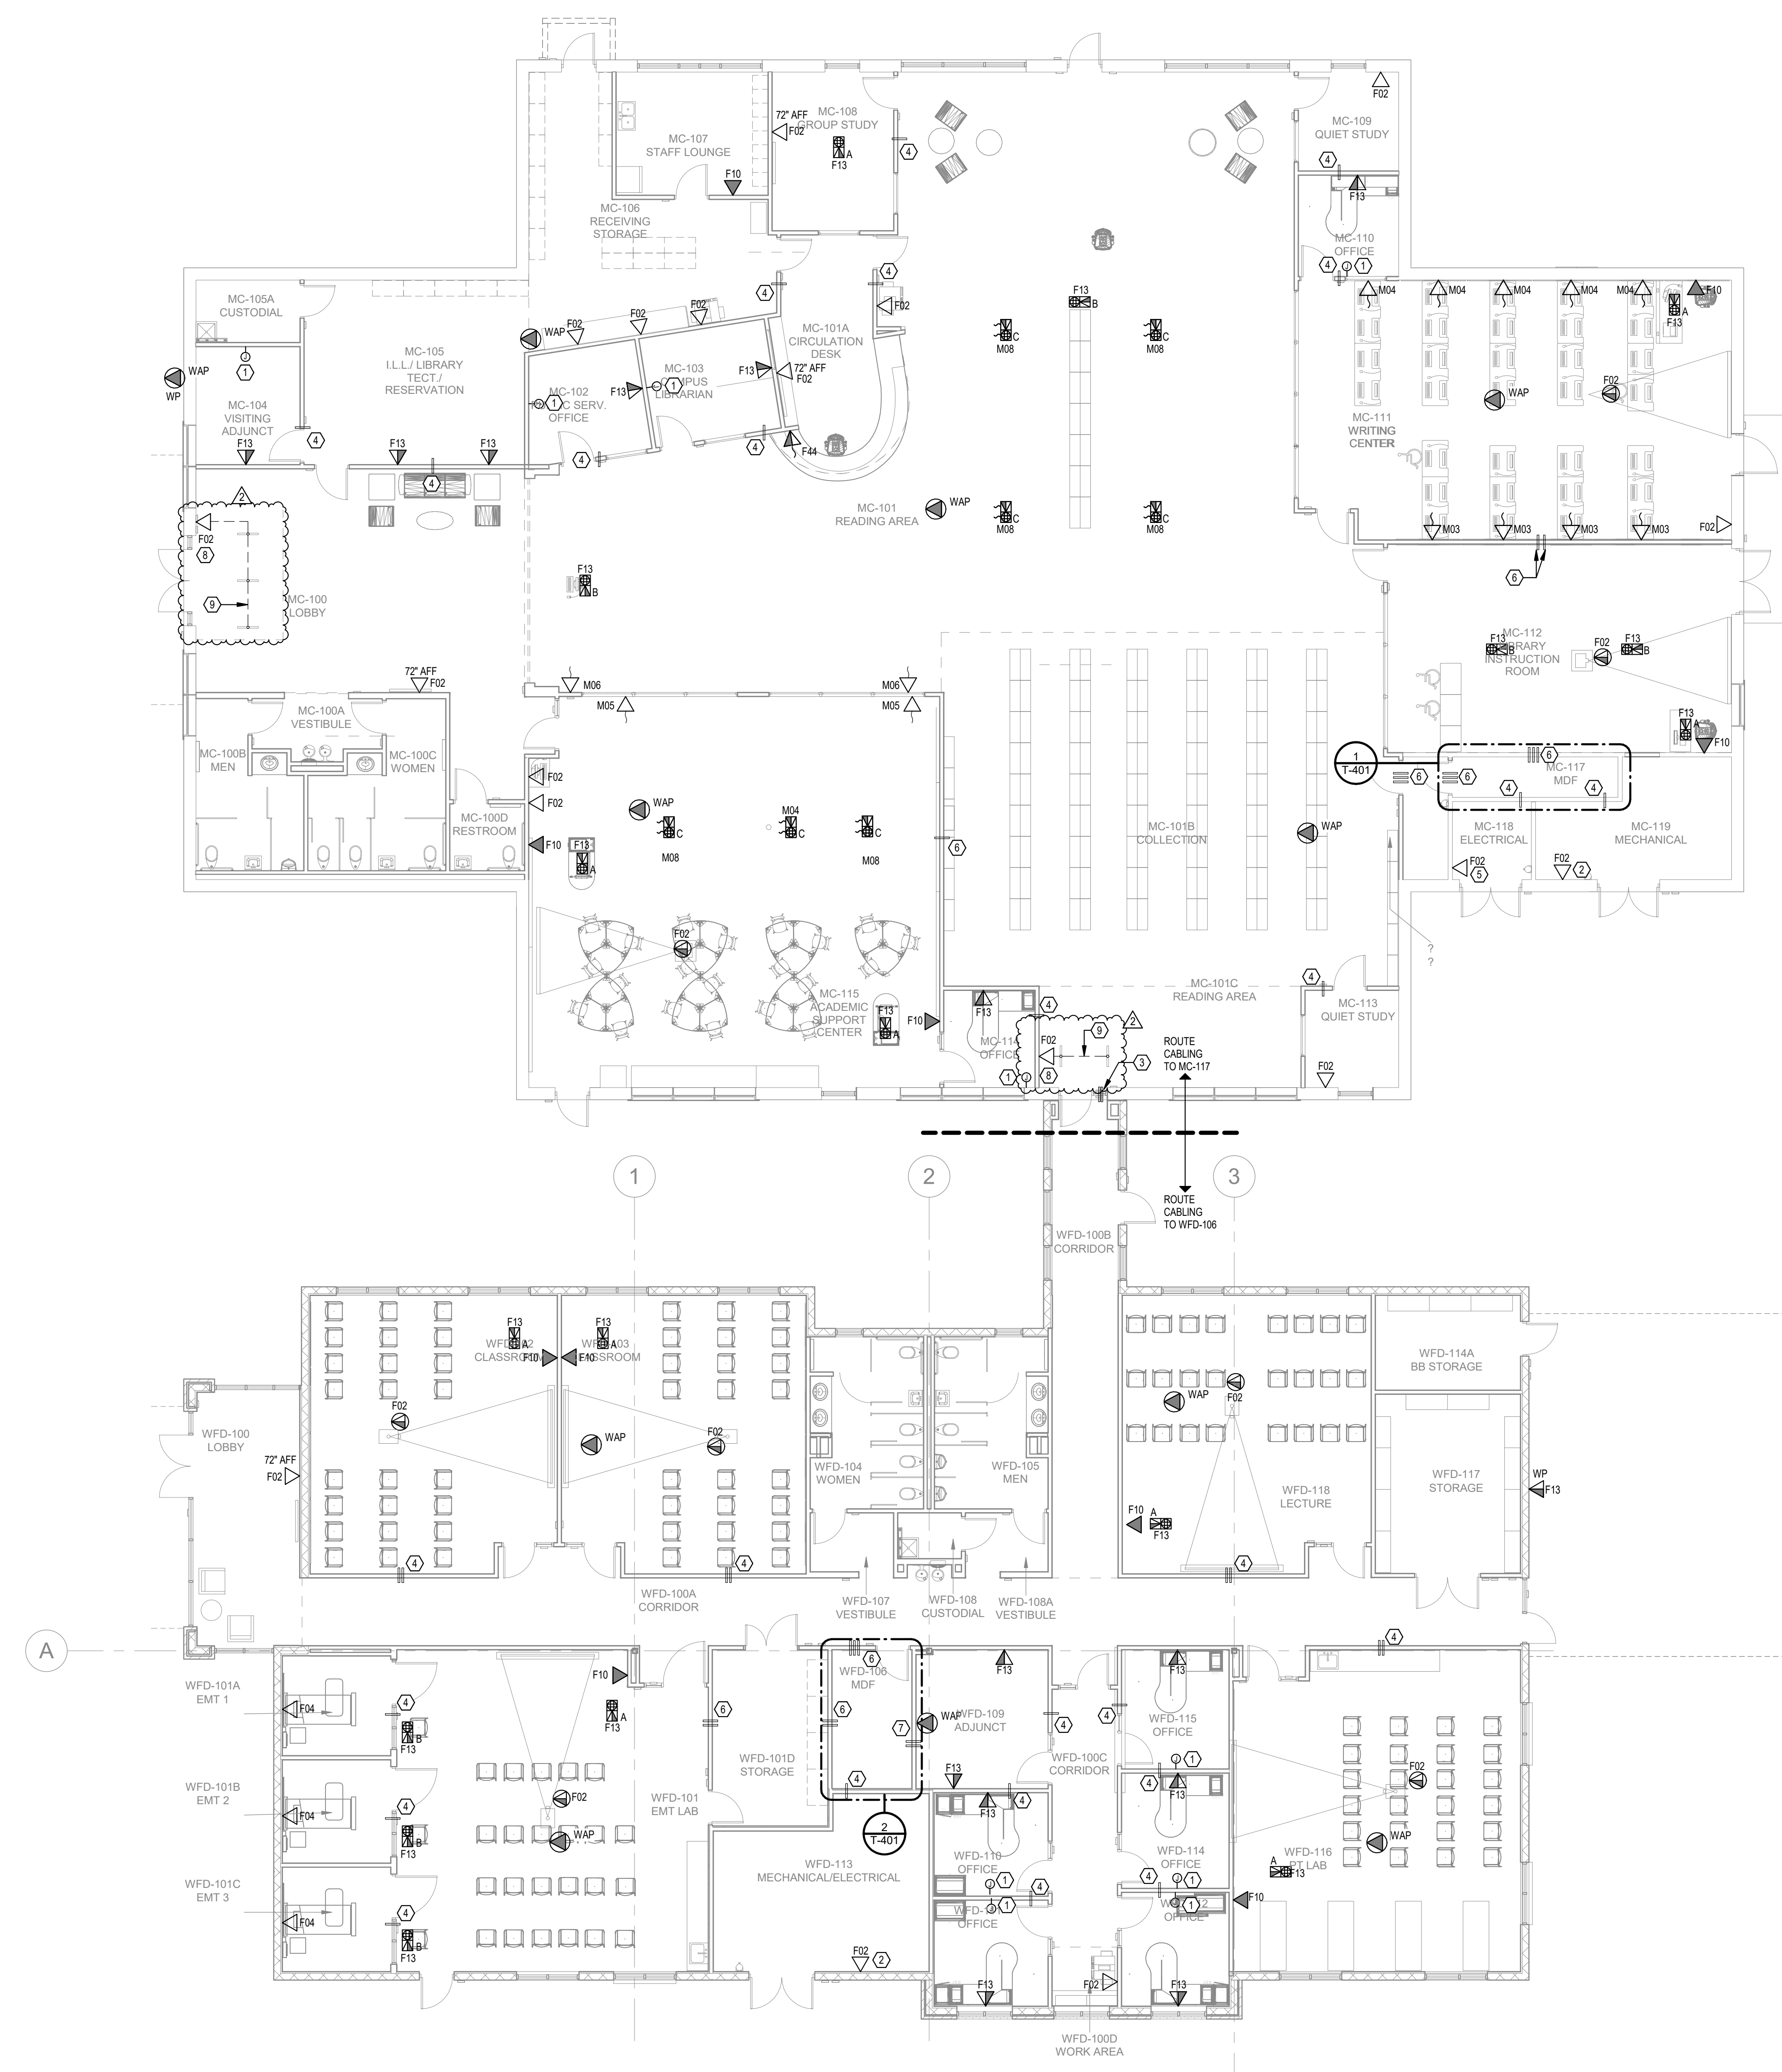 MC-107
STAFF LOUNGE
F10
72" AFF
F02
MC-108
GROUP STUDY
A
F13
4
F02
MC-109
QUIET STUDY
4
F13
MC-110
OFFICE
4
1
MC-106
RECEIVING
STORAGE
4
4
F02
MC-105A
CUSTODIAL
1
MC-105
I.L.L./ LIBRARY
TECT./
RESERVATION
WAP
WP
MC-104
VISITING
ADJUNCT
F13
4
F13
F13
4
WAP
F02
F02
F02
MC-102
SERV.
OFFICE
1
F13
4
MC-103
LIBRARIAN
1
F13
4
MC-101A
CIRCULATION
DESK
72" AFF
F02
F44
F13
B
C
M08
C
M08
C
M08
C
M08
MC-101
READING AREA
WAP
M04
M04
M04
M04
M04
F10
A
F13
WAP
F02
MC-111
WRITING
CENTER
M03
M03
M03
M03
F02
6
2
F02
8
9
MC-100
LOBBY
F13
B
72" AFF
F02
M06
M06
M05
M05
MC-100A
VESTIBULE
MC-100B
MEN
MC-100C
WOMEN
MC-100D
RESTROOM
F02
F02
F10
F13
A
WAP
C
M08
M04
C
C
M08
F02
MC-115
ACADEMIC
SUPPORT
CENTER
F13
A
F10
6
MC-101B
COLLECTION
WAP
MC-112
LIBRARY
INSTRUCTION
ROOM
F13
B
F02
F13
B
F13
A
F10
1
T-401
6
6
6
MC-117
MDF
4
4
MC-118
ELECTRICAL
F02
5
MC-119
MECHANICAL
F02
2
?
?
MC-101C
READING AREA
4
MC-113
QUIET STUDY
F02
F13
4
MC-114
OFFICE
1
2
F02
8
9
3
ROUTE
CABLING
TO MC-117
1
2
3
ROUTE
CABLING
TO WFD-106
WFD-100B
CORRIDOR
WFD-100
LOBBY
72" AFF
F02
F13
A
CLASSROOM
F10
F02
4
F13
A
F10
WAP
F02
4
WFD-104
WOMEN
WFD-105
MEN
WFD-107
VESTIBULE
WFD-108
CUSTODIAL
WFD-108A
VESTIBULE
WAP
F02
WFD-118
LECTURE
F10
A
F13
4
WFD-114A
BB STORAGE
WFD-117
STORAGE
WP
F13
WFD-100A
CORRIDOR
A
WFD-101A
EMT 1
F04
4
B
F13
WFD-101B
EMT 2
F04
4
B
F13
WFD-101C
EMT 3
F04
4
B
F13
F10
A
F13
F02
WAP
WFD-101
EMT LAB
6
WFD-101D
STORAGE
6
WFD-106
MDF
6
7
4
2
T-401
WFD-113
MECHANICAL/ELECTRICAL
F02
2
F13
WAP
WFD-109
ADJUNCT
4
F13
WFD-100C
CORRIDOR
4
F13
WFD-115
OFFICE
1
4
F13
WFD-114
OFFICE
4
1
1
OFFICE
F13
F13
4
WFD-110
OFFICE
1
4
1
OFFICE
F13
F02
WFD-100D
WORK AREA
4
F02
WAP
WFD-116
PT LAB
A
F13
F10